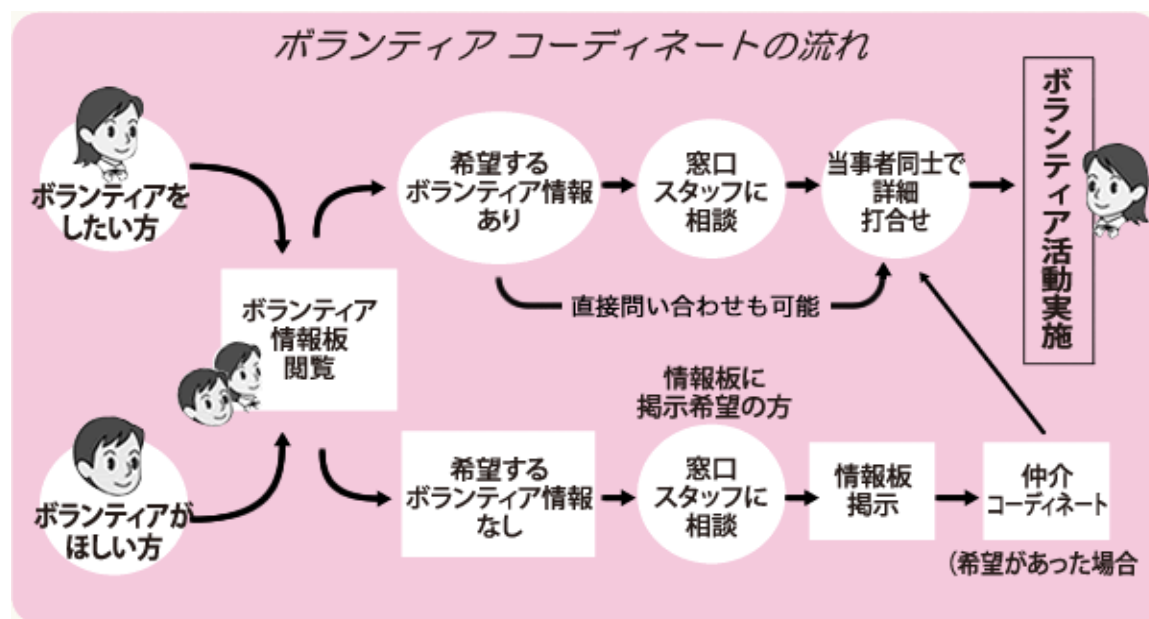 ボランティア コーディネートの流れ
ボランティアを
したい方
ボランティアが
ほしい方
ボランティア
情報板
閲覧
希望する
ボランティア情報
あり
窓口
スタッフに
相談
当事者同士で
詳細
打合せ
ボランティア活動実施
直接問い合わせも可能
希望する
ボランティア情報
なし
情報板に
掲示希望の方
窓口
スタッフに
相談
情報板
掲示
仲介
コーディネート
(希望があった場合